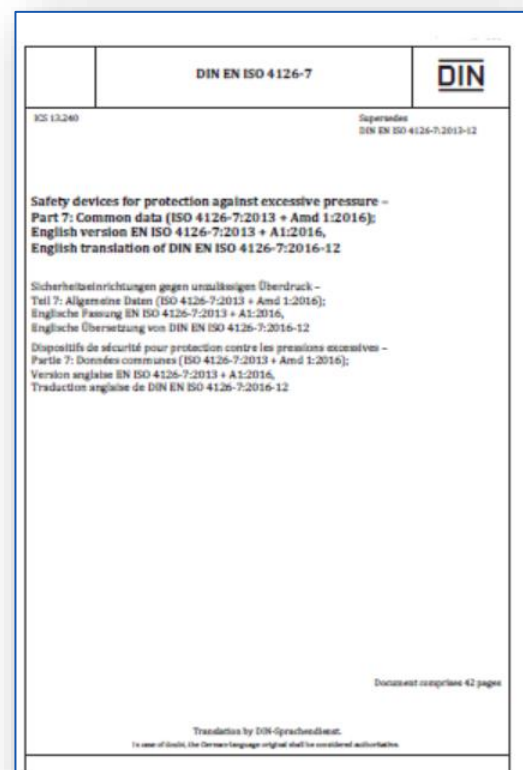 DIN EN ISO 4126-7
DIN
ICS 13.240
Supersedes
DIN EN ISO 4126-7:2013-12
Safety devices for protection against excessive pressure –
Part 7: Common data (ISO 4126-7:2013 + Amd 1:2016);
English version EN ISO 4126-7:2013 + A1:2016,
English translation of DIN EN ISO 4126-7:2016-12
Sicherheitseinrichtungen gegen unzulässigen Überdruck –
Teil 7: Allgemeine Daten (ISO 4126-7:2013 + Amd 1:2016);
Englische Fassung EN ISO 4126-7:2013 + A1:2016,
Englische Übersetzung von DIN EN ISO 4126-7:2016-12
Dispositifs de sécurité pour protection contre les pressions excessives –
Partie 7: Données communes (ISO 4126-7:2013 + Amd 1:2016);
Version anglaise EN ISO 4126-7:2013 + A1:2016,
Traduction anglaise de DIN EN ISO 4126-7:2016-12
Document comprises 42 pages
Translation by DIN-Sprachendienst.
In case of doubt, the German-language original shall be considered authoritative.